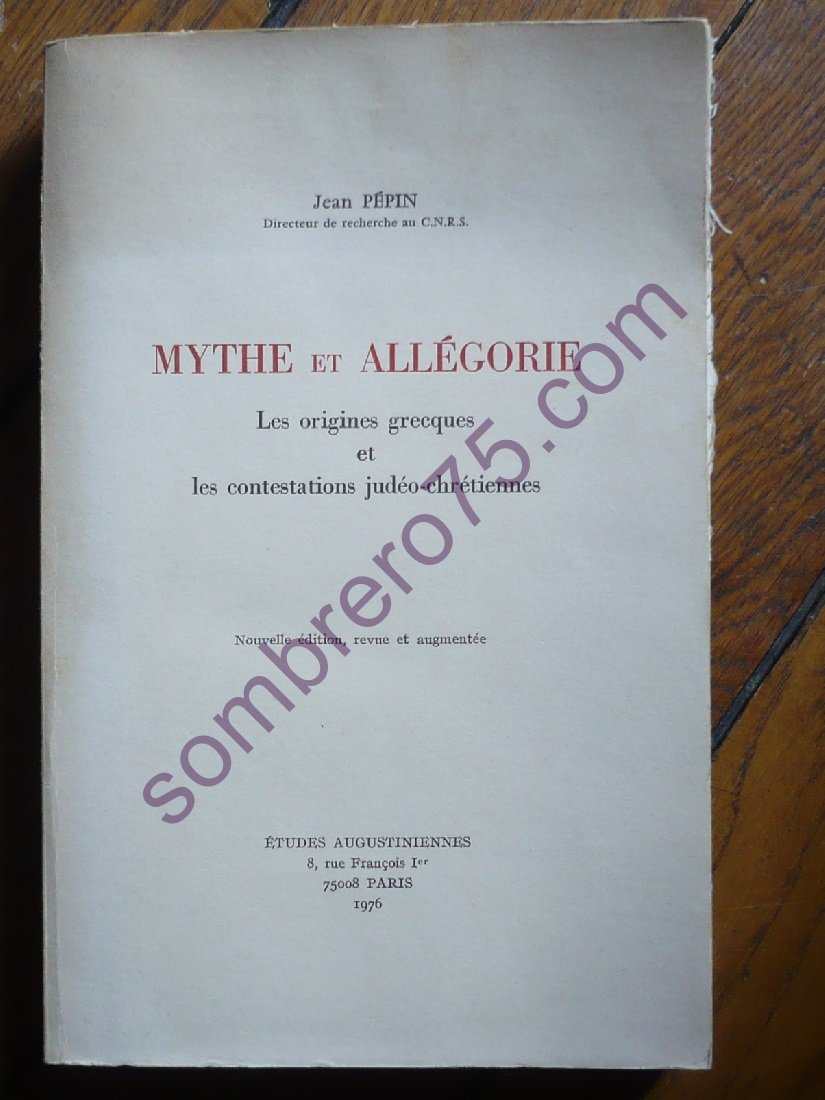 Jean PÉPIN
Directeur de recherche au C.N.R.S.
MYTHE ET ALLÉGORIE
Les origines grecques
et
les contestations judéo-chrétiennes
Nouvelle édition, revue et augmentée
ÉTUDES AUGUSTINIENNES
8, rue François Ier
75008 PARIS
1976
sombrero75.com